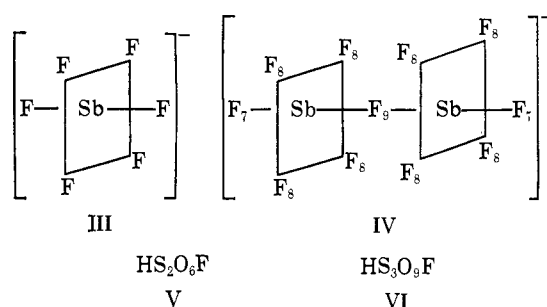 F F
F Sb F
F F
−
III
F₈ F₈ F₈ F₈
F₇ Sb F₉ Sb F₇
F₈ F₈ F₈ F₈
−
IV
HS₂O₆F HS₃O₉F
V VI